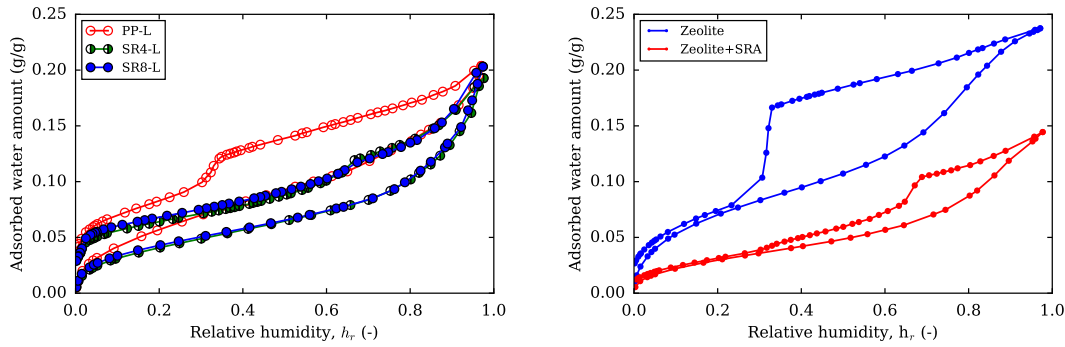 Adsorbed water amount (g/g)
0.25
0.20
0.15
0.10
0.05
0.00
PP-L
SR4-L
SR8-L
0.0 0.2 0.4 0.6 0.8 1.0
Relative humidity, hᵣ (-)
Adsorbed water amount (g/g)
0.25
0.20
0.15
0.10
0.05
0.00
Zeolite
Zeolite+SRA
0.0 0.2 0.4 0.6 0.8 1.0
Relative humidity, hᵣ (-)